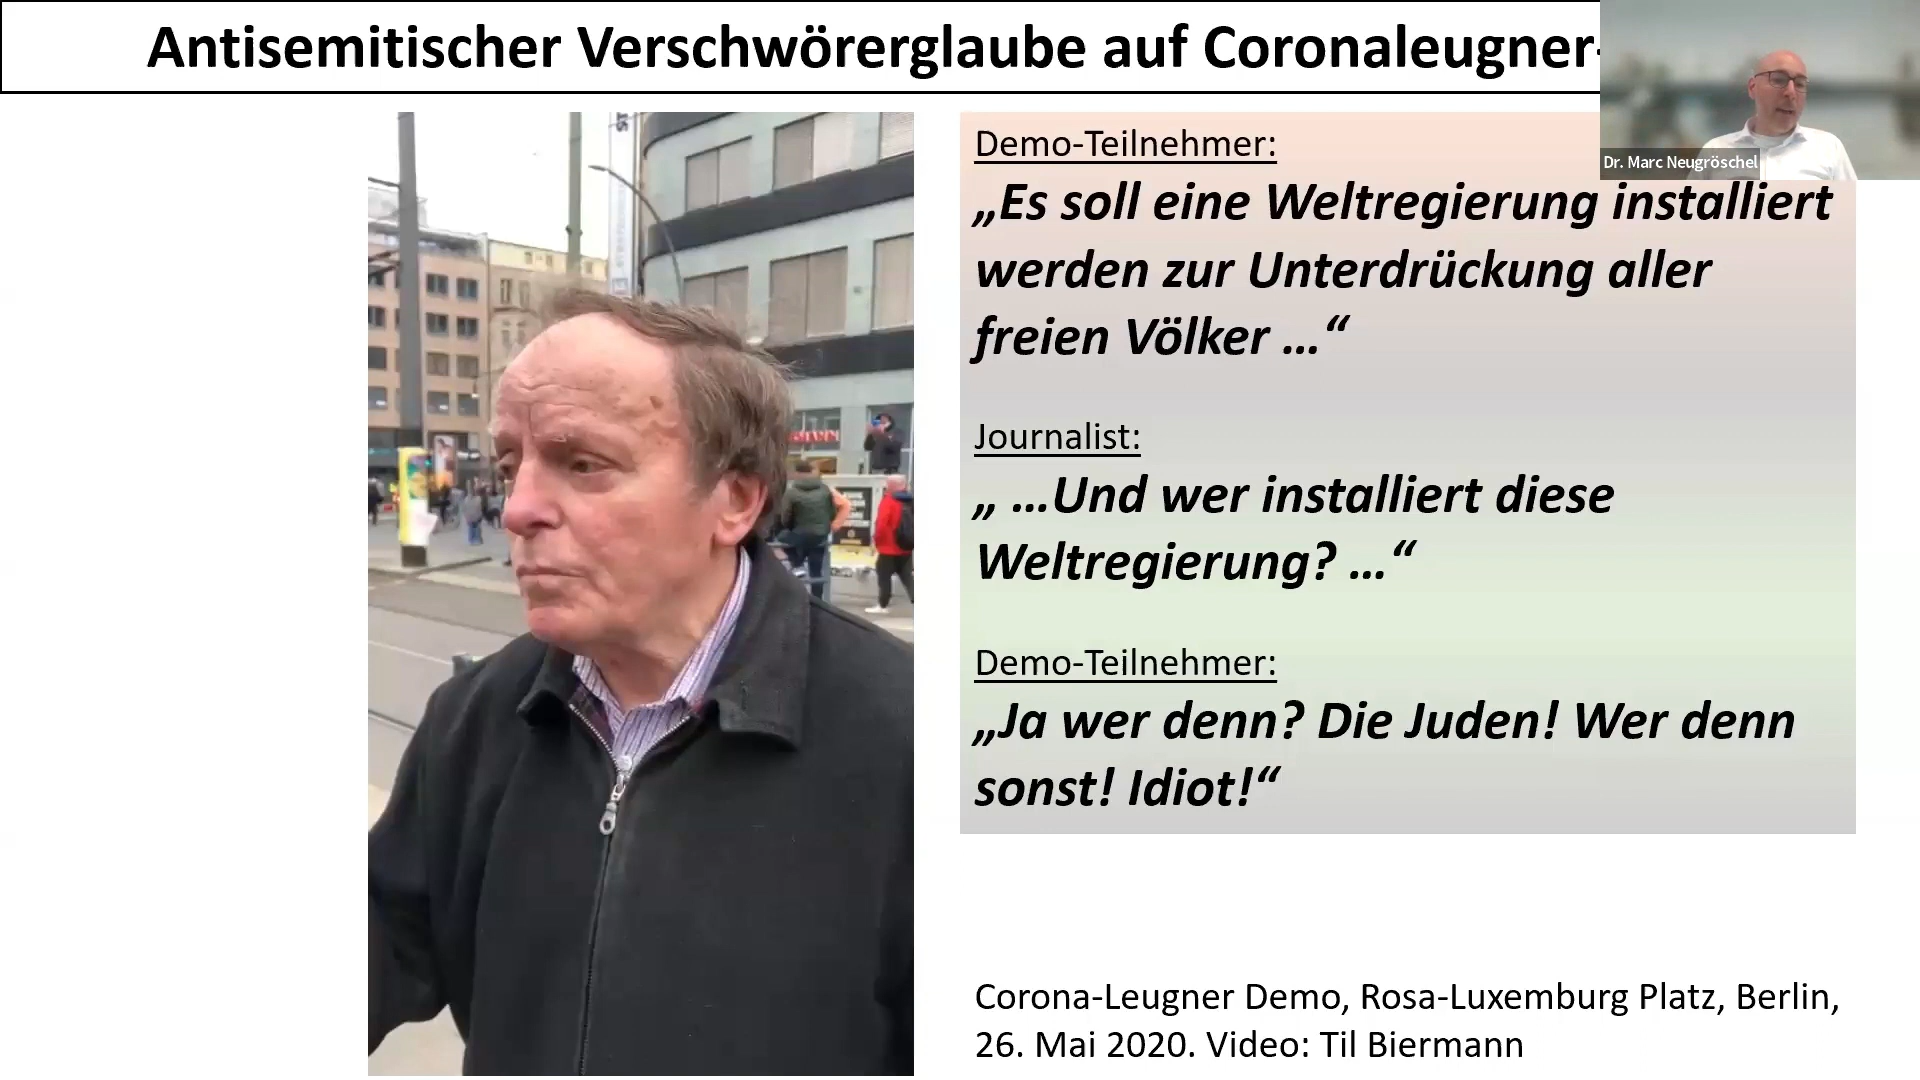 Antisemitischer Verschwörerglaube auf Coronaleugner-
Dr. Marc Neugröschel
Demo-Teilnehmer:
„Es soll eine Weltregierung installiert
werden zur Unterdrückung aller
freien Völker …“
Journalist:
„ …Und wer installiert diese
Weltregierung? …“
Demo-Teilnehmer:
„Ja wer denn? Die Juden! Wer denn
sonst! Idiot!“
Corona-Leugner Demo, Rosa-Luxemburg Platz, Berlin,
26. Mai 2020. Video: Til Biermann